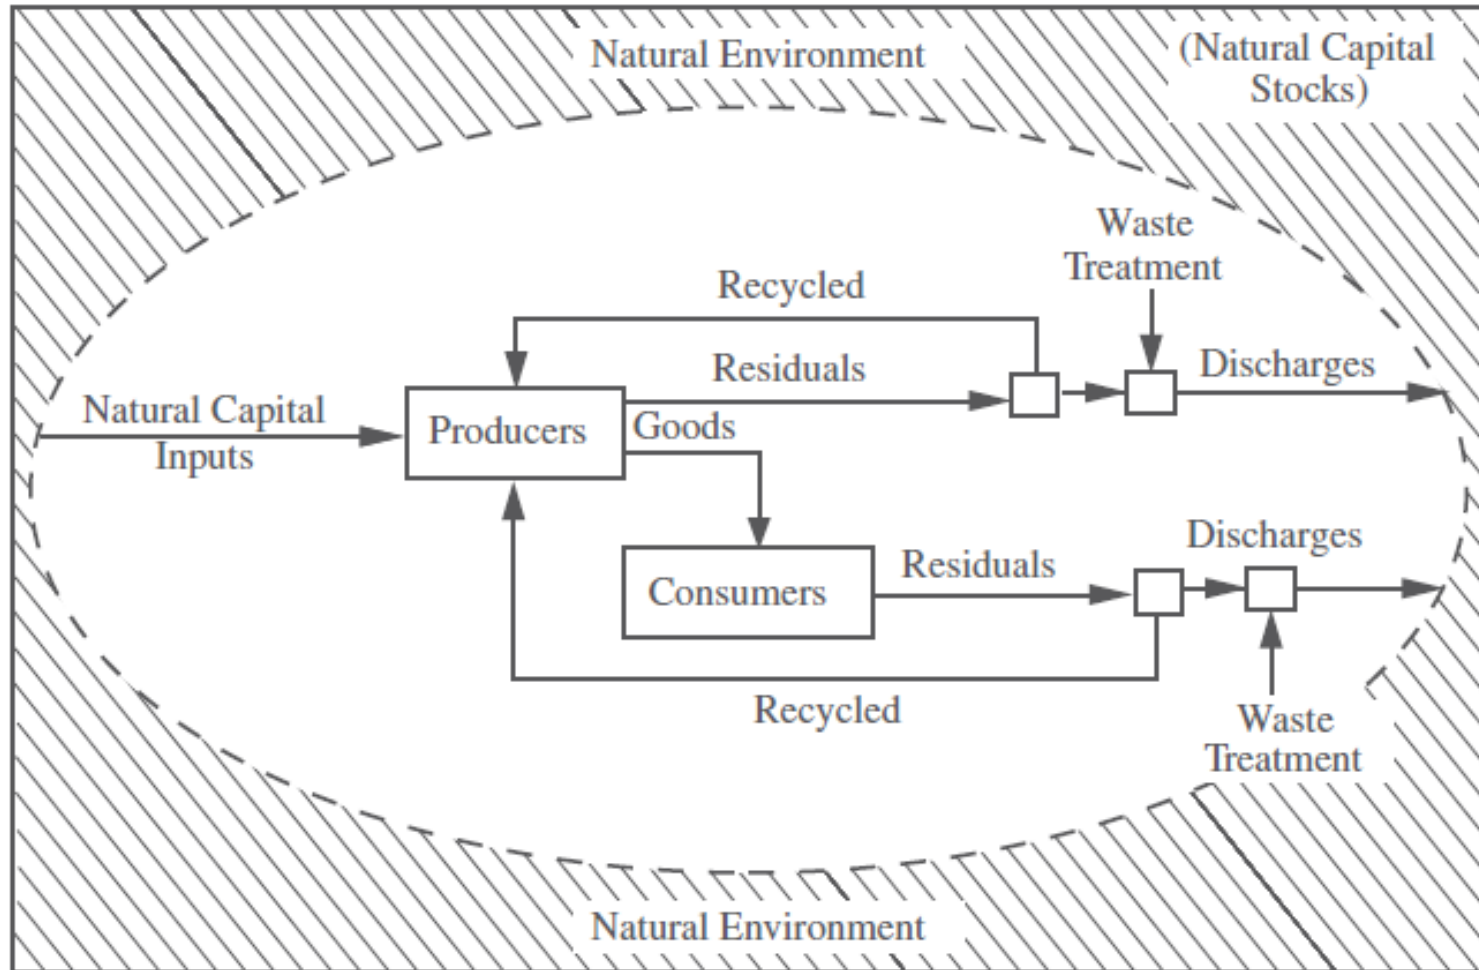 Natural Environment
(Natural Capital
Stocks)
Waste
Treatment
Recycled
Residuals
Discharges
Natural Capital
Inputs
Producers
Goods
Discharges
Residuals
Consumers
Recycled
Waste
Treatment
Natural Environment